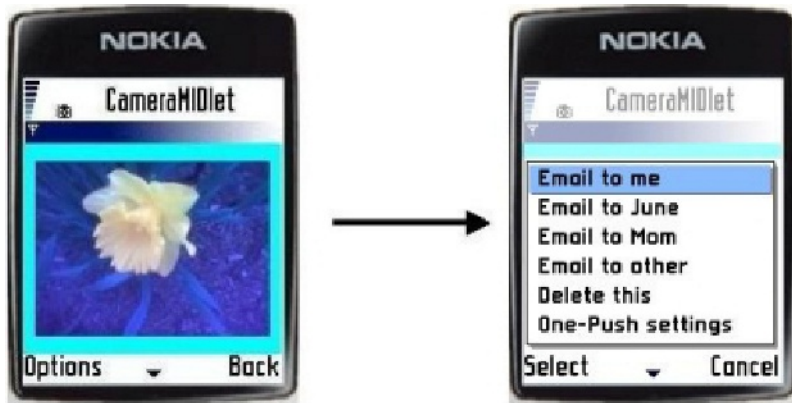 NOKIA
CameraMIDlet
Options Back
NOKIA
CameraMIDlet
Email to me
Email to June
Email to Mom
Email to other
Delete this
One-Push settings
Select Cancel